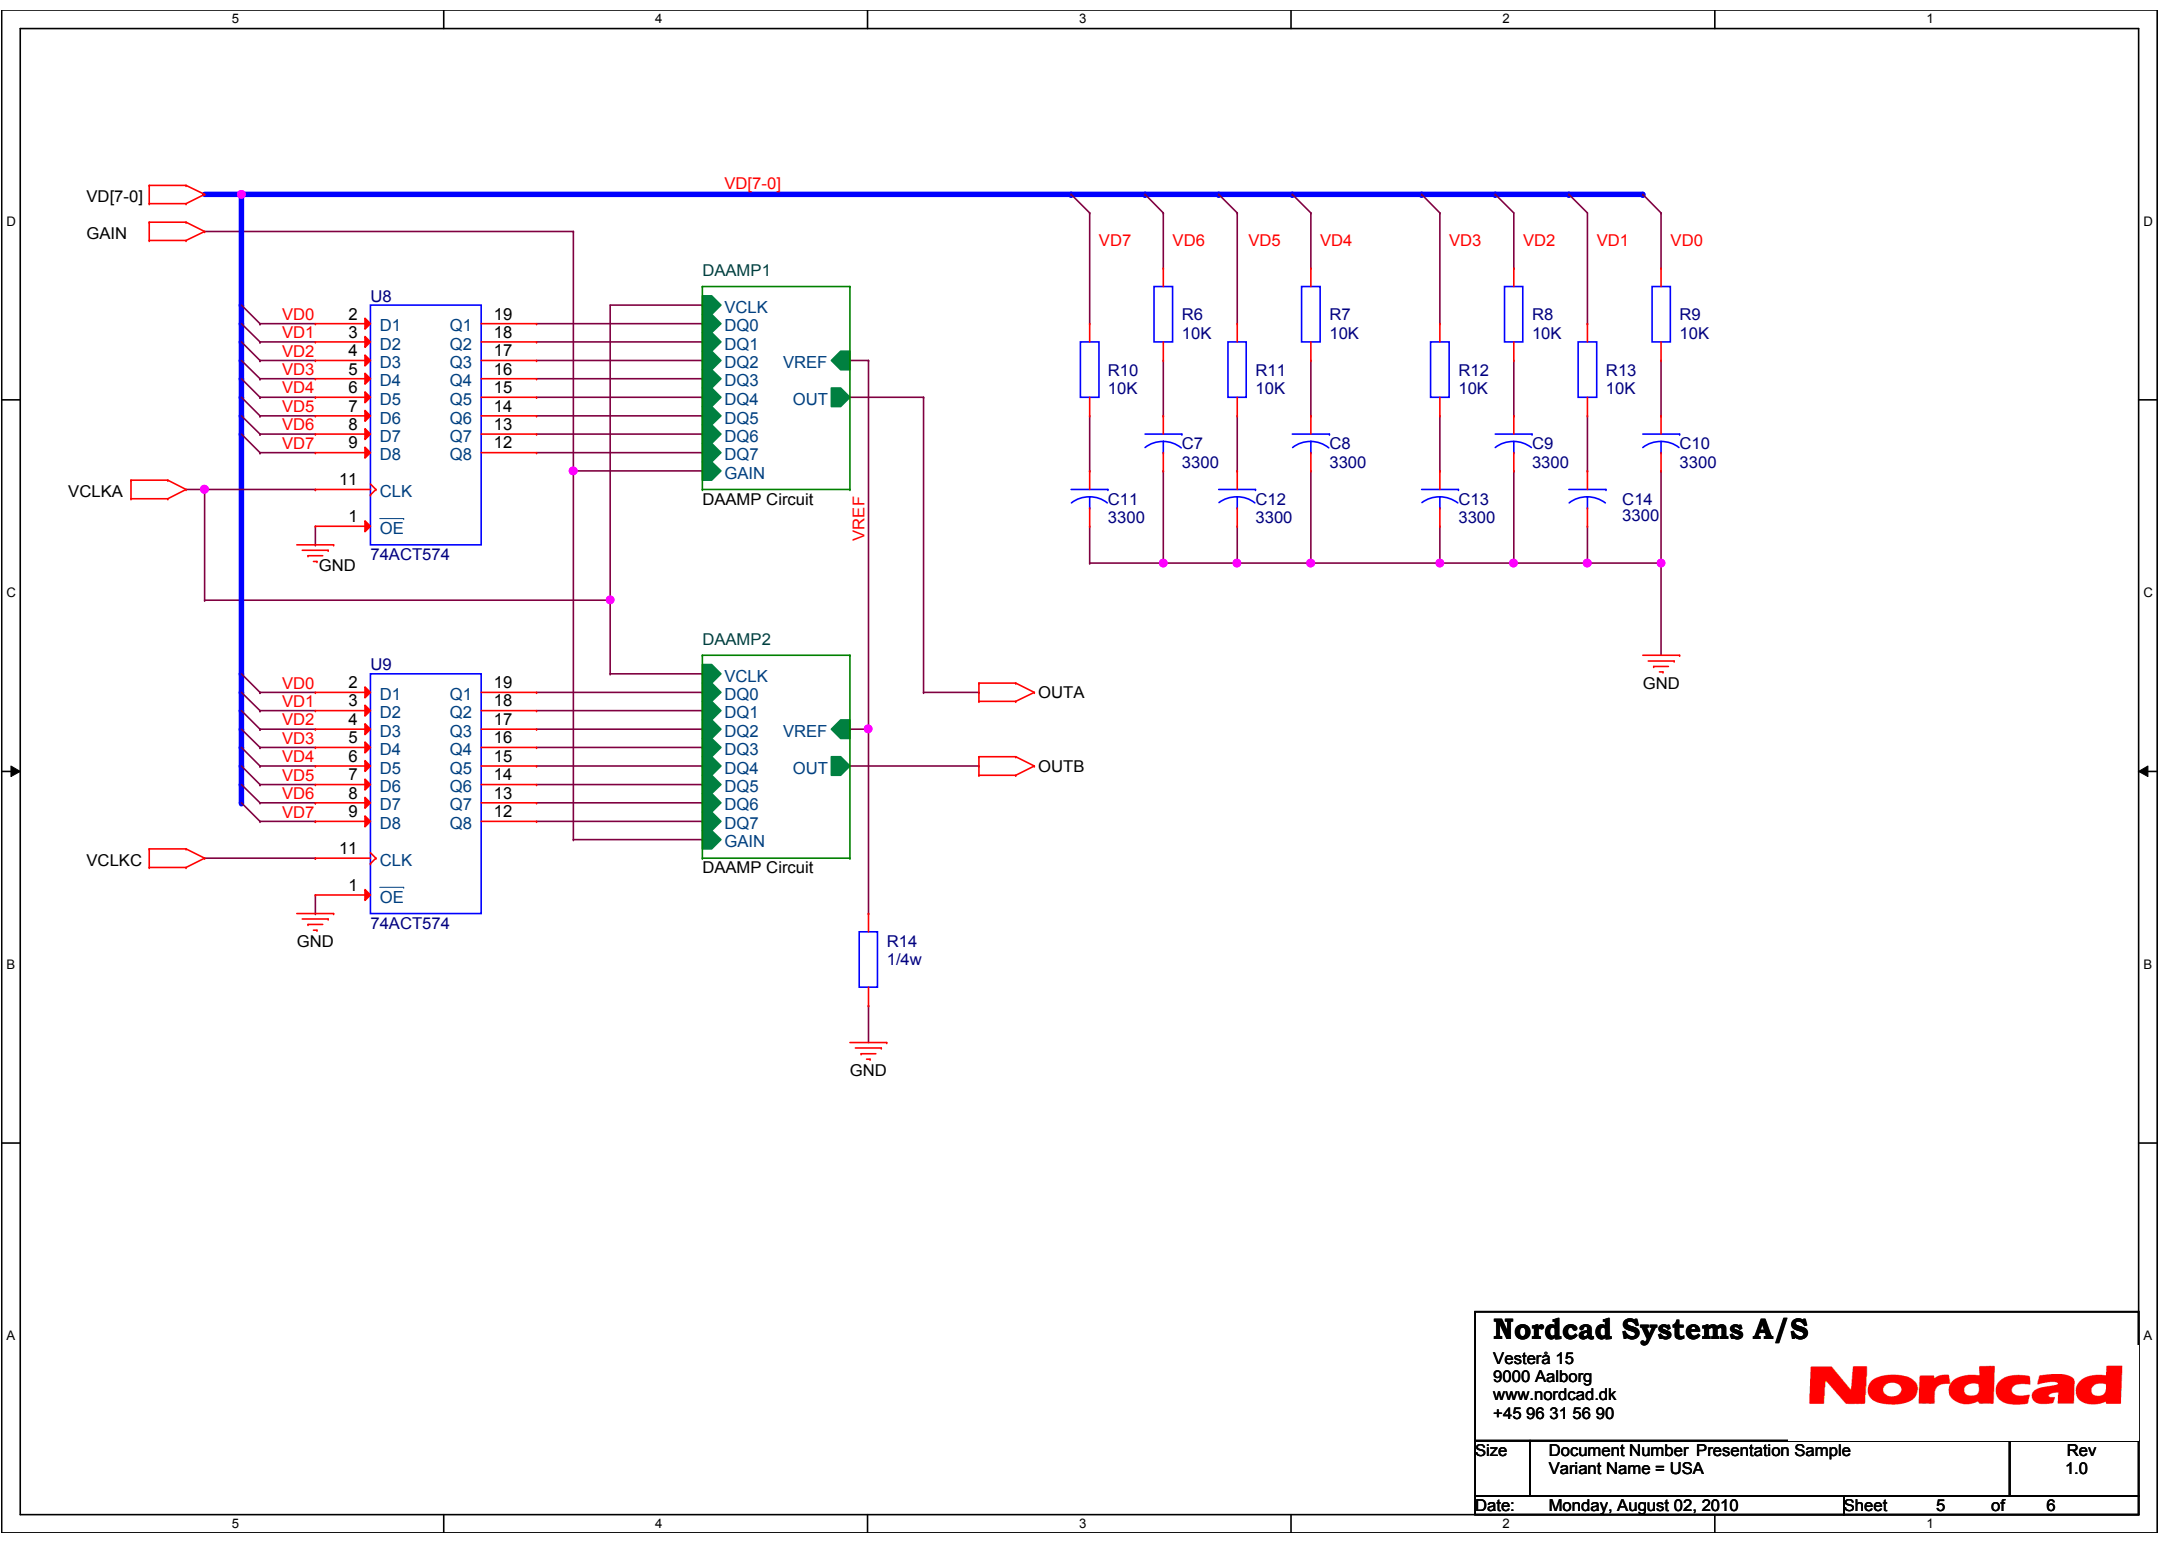 5 4 3 2 1
D D
C C
B B
A A
VD[7-0]
VD[7-0]
GAIN
VD7 VD6 VD5 VD4 VD3 VD2 VD1 VD0
U8
VD0 2 D1 Q1 19
VD1 3 D2 Q2 18
VD2 4 D3 Q3 17
VD3 5 D4 Q4 16
VD4 6 D5 Q5 15
VD5 7 D6 Q6 14
VD6 8 D7 Q7 13
VD7 9 D8 Q8 12
VCLKA 11 CLK
1 OE
GND
74ACT574
DAAMP1
VCLK
DQ0
DQ1
DQ2 VREF
DQ3
DQ4 OUT
DQ5
DQ6
DQ7
GAIN
DAAMP Circuit
VREF
R6
10K
R7
10K
R8
10K
R9
10K
R10
10K
R11
10K
R12
10K
R13
10K
C7
3300
C8
3300
C9
3300
C10
3300
C11
3300
C12
3300
C13
3300
C14
3300
GND
U9
VD0 2 D1 Q1 19
VD1 3 D2 Q2 18
VD2 4 D3 Q3 17
VD3 5 D4 Q4 16
VD4 6 D5 Q5 15
VD5 7 D6 Q6 14
VD6 8 D7 Q7 13
VD7 9 D8 Q8 12
VCLKC 11 CLK
1 OE
GND
74ACT574
DAAMP2
VCLK
DQ0
DQ1
DQ2 VREF
DQ3
DQ4 OUT
DQ5
DQ6
DQ7
GAIN
DAAMP Circuit
OUTA
OUTB
R14
1/4w
GND
Nordcad Systems A/S
Vesterå 15
9000 Aalborg
www.nordcad.dk
+45 96 31 56 90
Nordcad
Size Document Number Presentation Sample Rev
Variant Name = USA 1.0
Date: Monday, August 02, 2010 Sheet 5 of 6
5 4 3 2 1